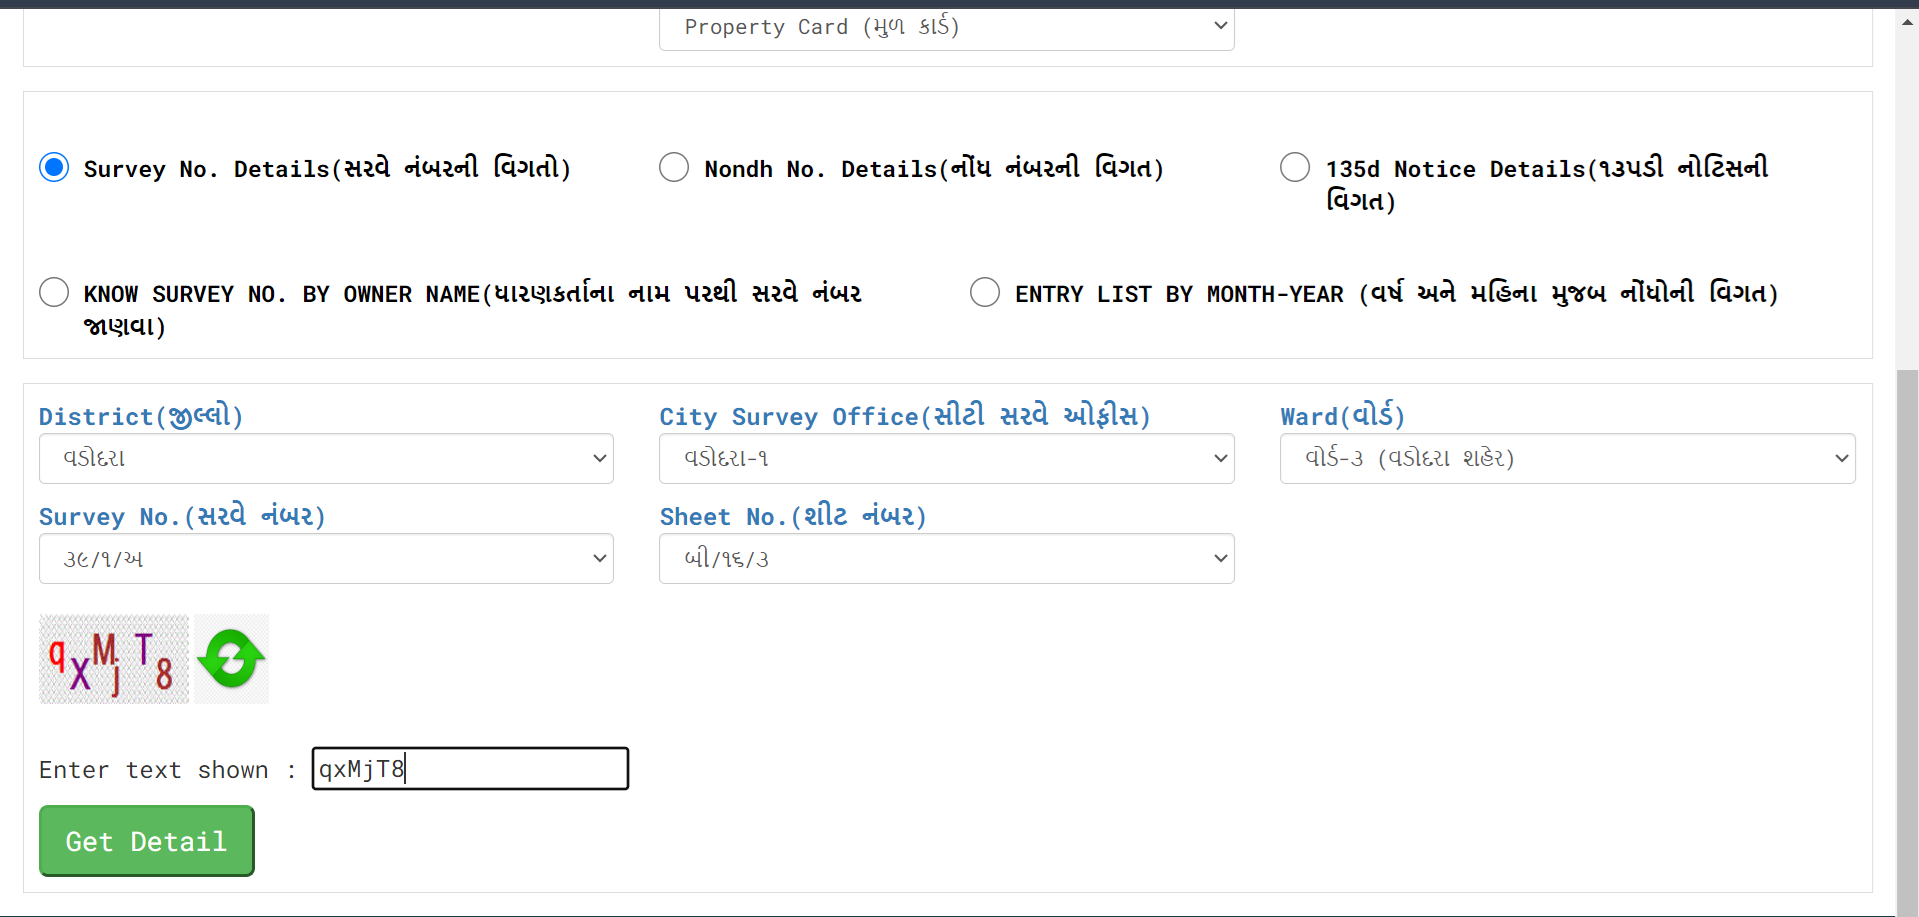 Property Card (મુળ કાર્ડ)
Survey No. Details(સરવે નંબરની વિગતો)
Nondh No. Details(નોંધ નંબરની વિગત)
135d Notice Details(૧૩૫ડી નોટિસની
વિગત)
KNOW SURVEY NO. BY OWNER NAME(ધારણકર્તાના નામ પરથી સરવે નંબર
જાણવા)
ENTRY LIST BY MONTH-YEAR (વર્ષ અને મહિના મુજબ નોંધોની વિગત)
District(જીલ્લો)
City Survey Office(સીટી સરવે ઓફીસ)
Ward(વોર્ડ)
વડોદરા
વડોદરા-૧
વોર્ડ-૩ (વડોદરા શહેર)
Survey No.(સરવે નંબર)
Sheet No.(શીટ નંબર)
૩૯/૧/અ
બી/૧૬/૩
qXMjT8
Enter text shown : qxMjT8
Get Detail